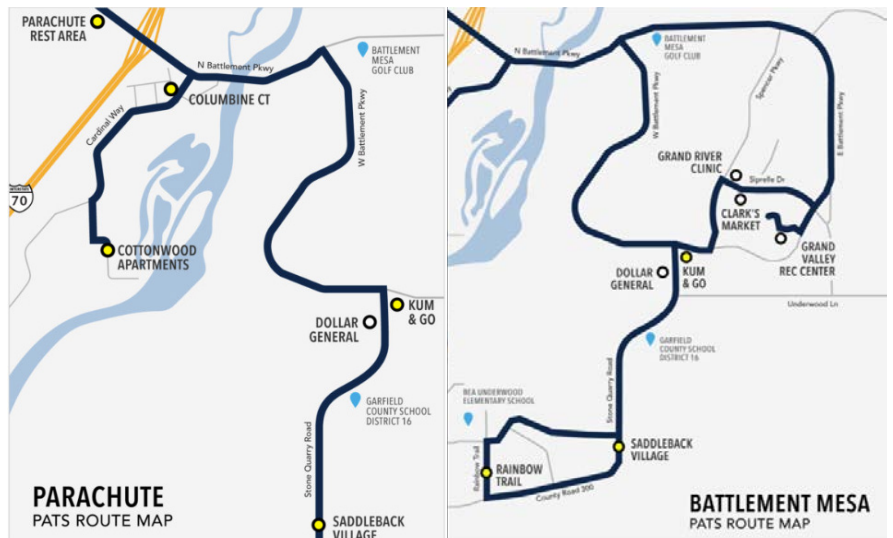 PARACHUTE
REST AREA
N Battlement Pkwy
BATTLEMENT
MESA
GOLF CLUB
COLUMBINE CT
Cardinal Way
W Battlement Pkwy
70
COTTONWOOD
APARTMENTS
KUM
& GO
DOLLAR
GENERAL
GARFIELD
COUNTY SCHOOL
DISTRICT 16
Stone Quarry Road
PARACHUTE
PATS ROUTE MAP
SADDLEBACK
VILLAGE
N Battlement Pkwy
BATTLEMENT
MESA
GOLF CLUB
Spencer Pkwy
W Battlement Pkwy
E Battlement Pkwy
GRAND RIVER
CLINIC
Sipprelle Dr
CLARK'S
MARKET
GRAND
VALLEY
REC CENTER
DOLLAR
GENERAL
KUM
& GO
Underwood Ln
GARFIELD
COUNTY SCHOOL
DISTRICT 16
Stone Quarry Road
BEA UNDERWOOD
ELEMENTARY SCHOOL
SADDLEBACK
VILLAGE
Rainbow Trail
RAINBOW
TRAIL
County Road 300
BATTLEMENT MESA
PATS ROUTE MAP